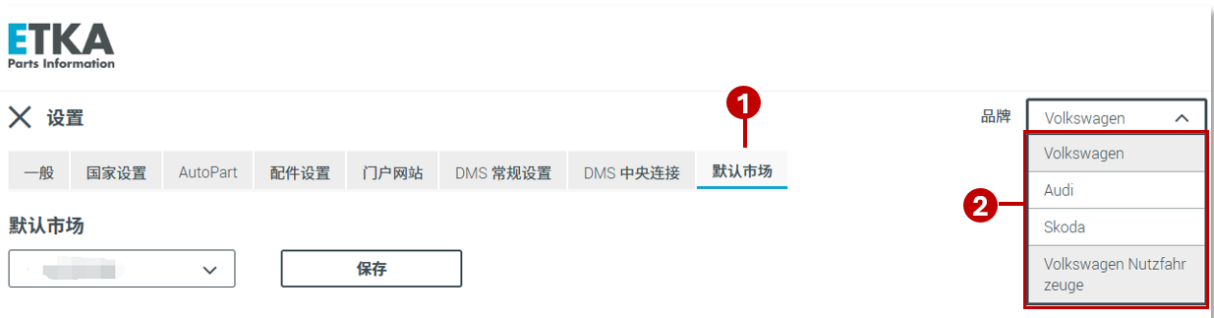 ETKA
Parts Information
设置
1
品牌
Volkswagen
一般 国家设置 AutoPart 配件设置 门户网站 DMS 常规设置 DMS 中央连接 默认市场
Volkswagen
Audi
2
Skoda
默认市场
保存
Volkswagen Nutzfahr
zeuge